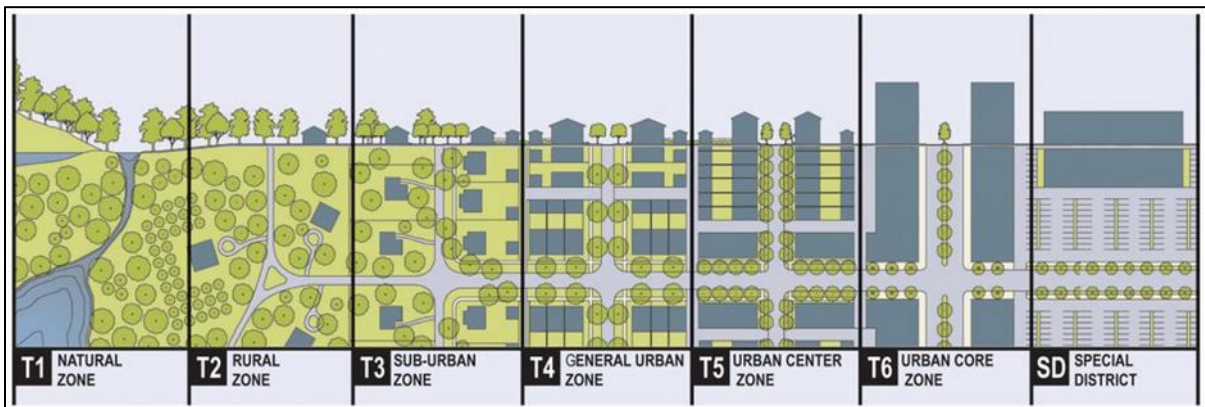 T1 NATURAL
ZONE
T2 RURAL
ZONE
T3 SUB-URBAN
ZONE
T4 GENERAL URBAN
ZONE
T5 URBAN CENTER
ZONE
T6 URBAN CORE
ZONE
SD SPECIAL
DISTRICT